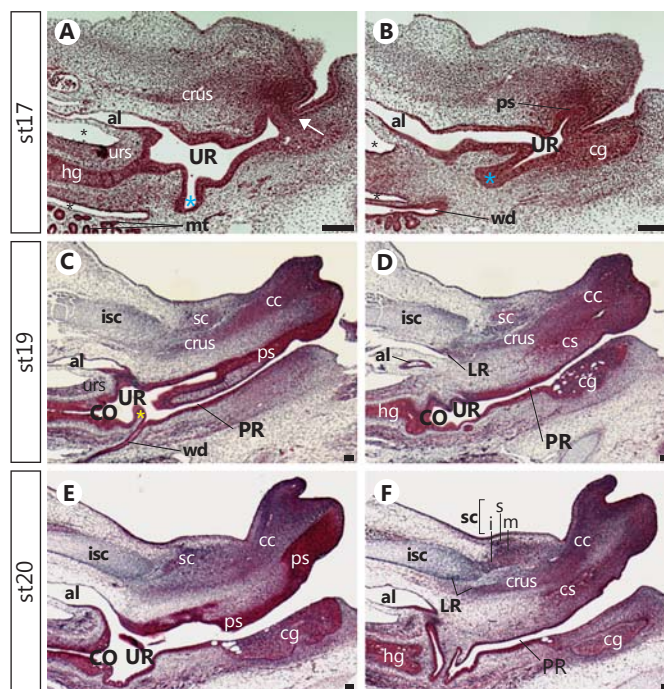 st17
A
crus
al
*
urs
UR
hg
*
*
mt
B
ps
al
*
UR
cg
*
*
wd
st19
C
cc
isc
sc
crus
ps
al
urs
UR
CO
*
PR
wd
D
cc
isc
sc
crus
cs
al
LR
cg
hg
CO
UR
PR
st20
E
cc
isc
sc
ps
al
ps
cg
CO
UR
F
sc
i
s
m
cc
isc
crus
cs
LR
al
cg
hg
PR